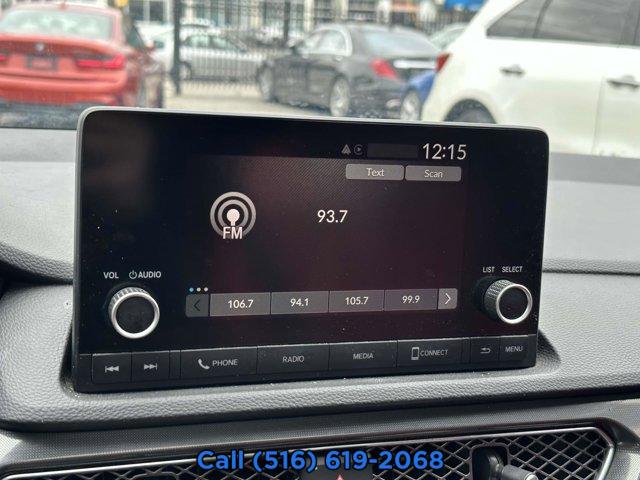 12:15
Text Scan
FM
93.7
VOL AUDIO
LIST SELECT
106.7 94.1 105.7 99.9
PHONE RADIO MEDIA CONNECT MENU
Call (516) 619-2068